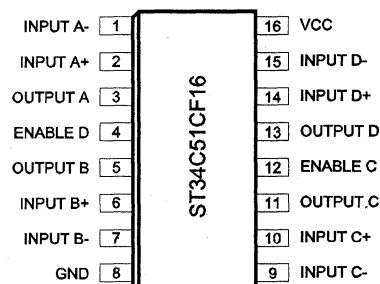 INPUT A- 1 16 VCC
INPUT A+ 2 15 INPUT D-
OUTPUT A 3 14 INPUT D+
ENABLE D 4 13 OUTPUT D
OUTPUT B 5 12 ENABLE C
INPUT B+ 6 11 OUTPUT.C
INPUT B- 7 10 INPUT C+
GND 8 9 INPUT C-
ST34C51CF16